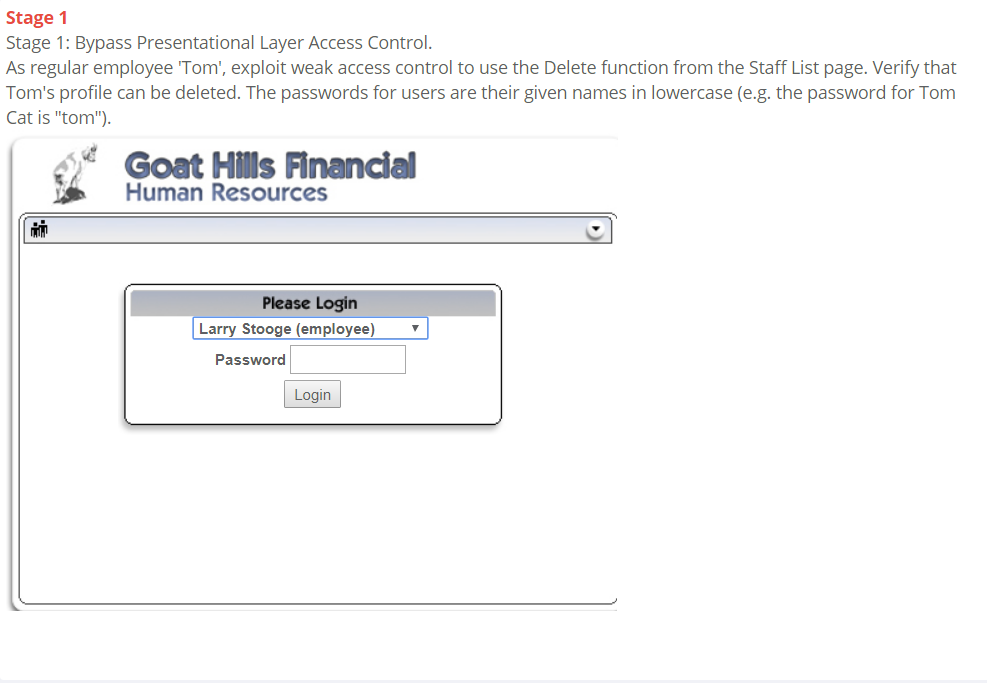 Stage 1
Stage 1: Bypass Presentational Layer Access Control.
As regular employee 'Tom', exploit weak access control to use the Delete function from the Staff List page. Verify that
Tom's profile can be deleted. The passwords for users are their given names in lowercase (e.g. the password for Tom
Cat is "tom").
Goat Hills Financial
Human Resources
Please Login
Larry Stooge (employee)
Password
Login